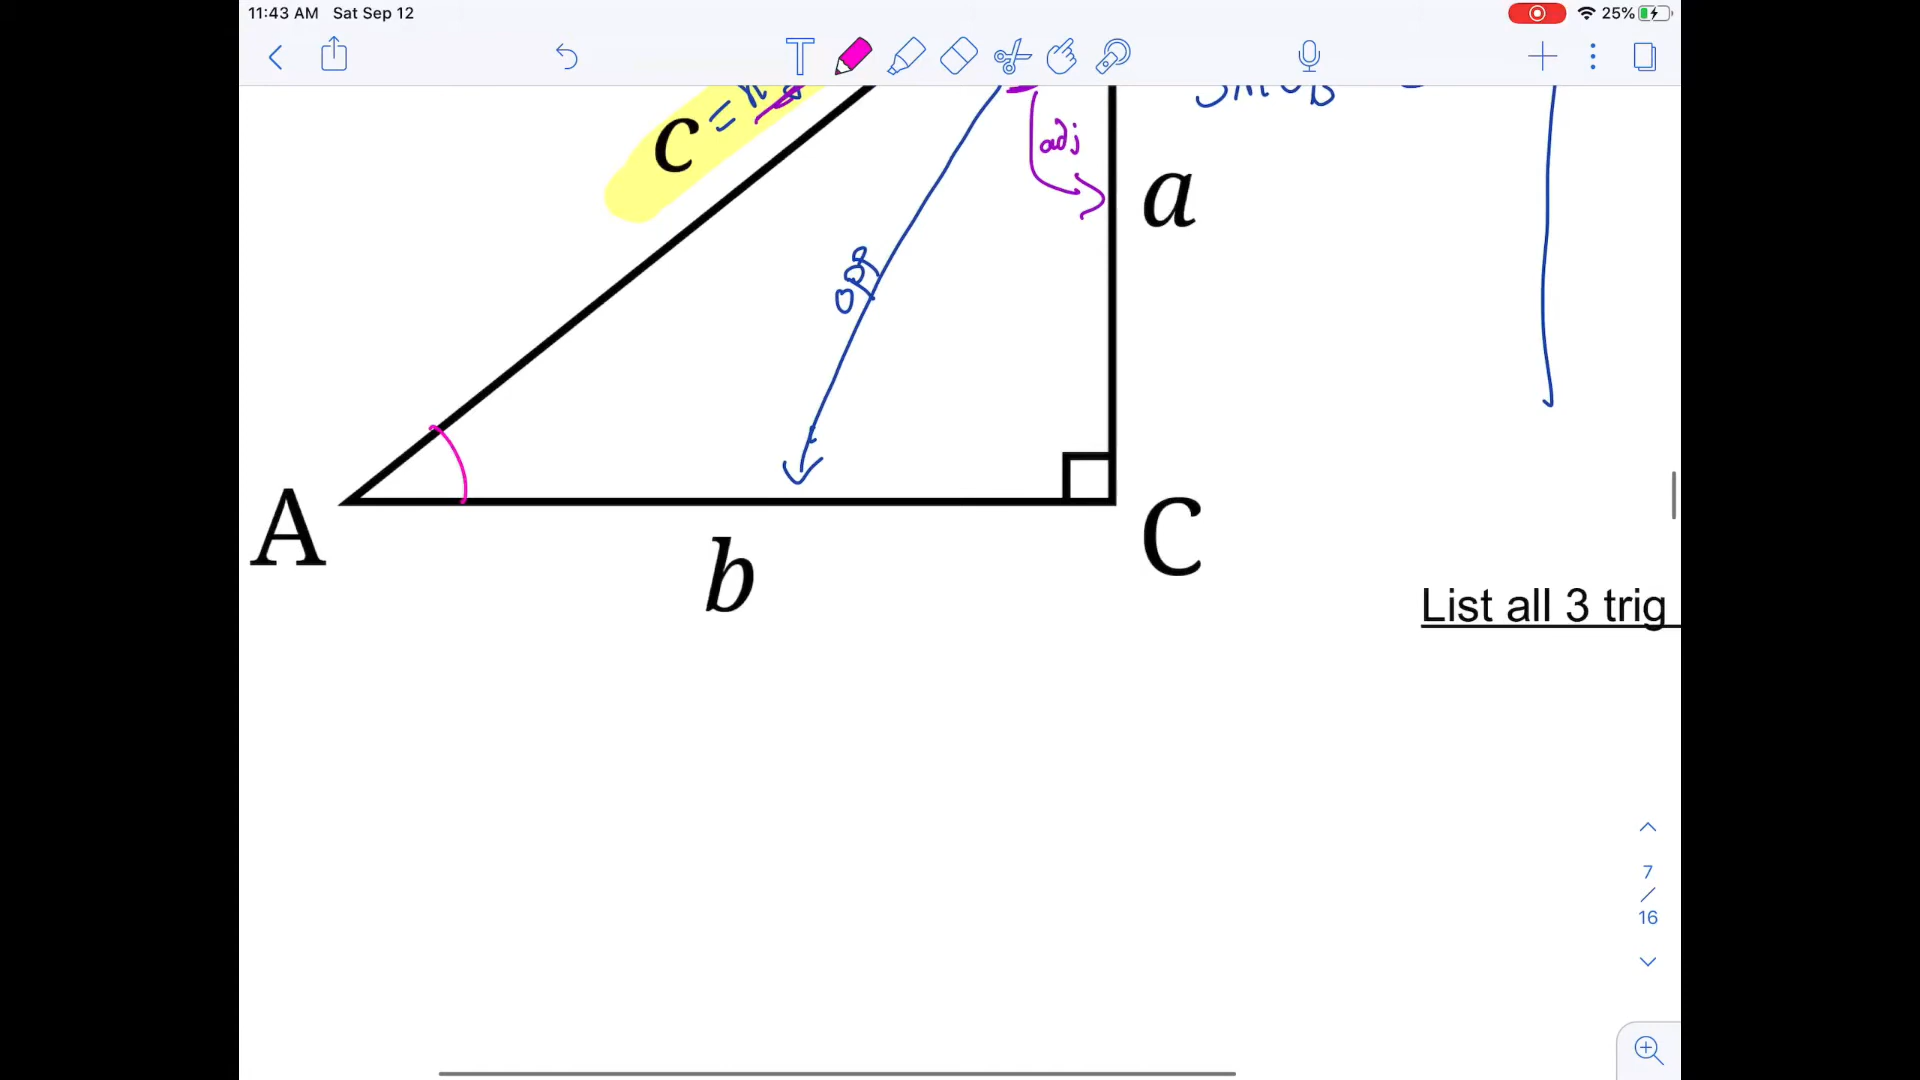 11:43 AM Sat Sep 12
25%
T
c =
adj
a
opp
A
C
b
List all 3 trig
7
/
16